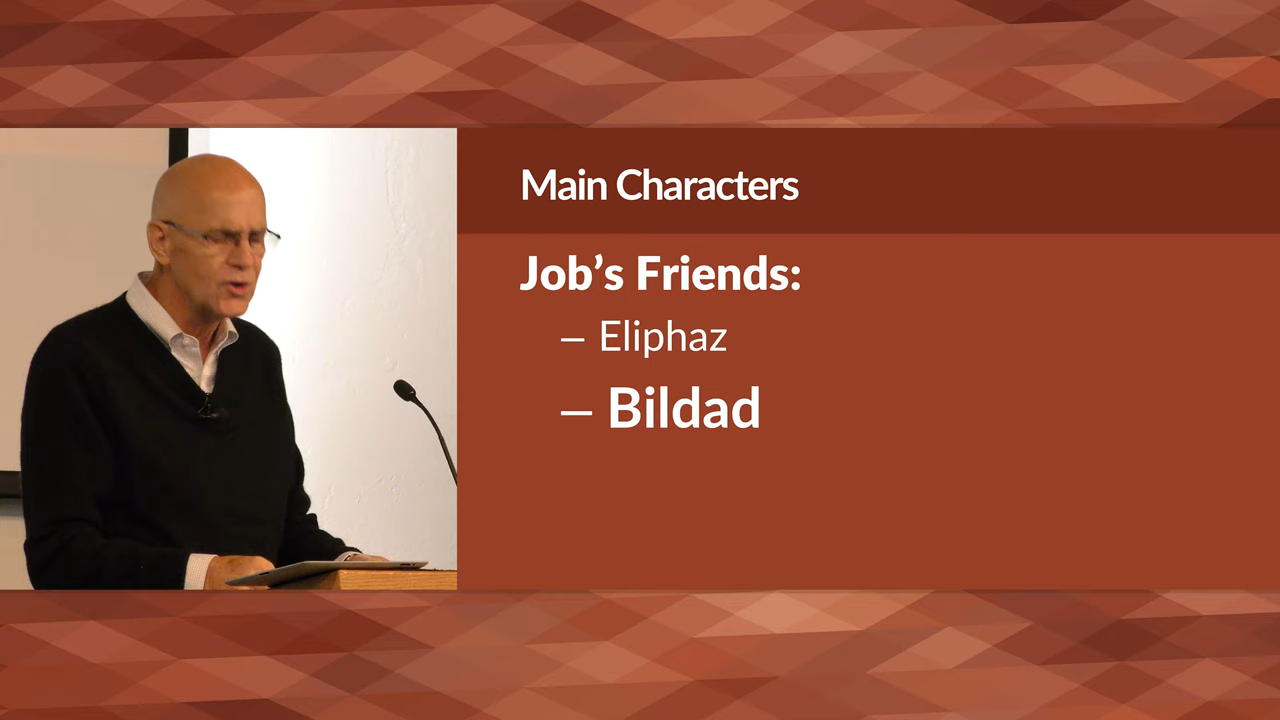 Main Characters
Job’s Friends:
– Eliphaz
– Bildad